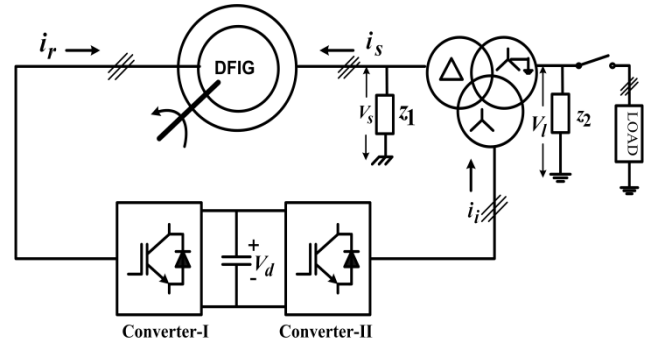 i_r
DFIG
i_s
V_s
z_1
V_l
z_2
LOAD
i_i
+
V_d
-
Converter-I
Converter-II